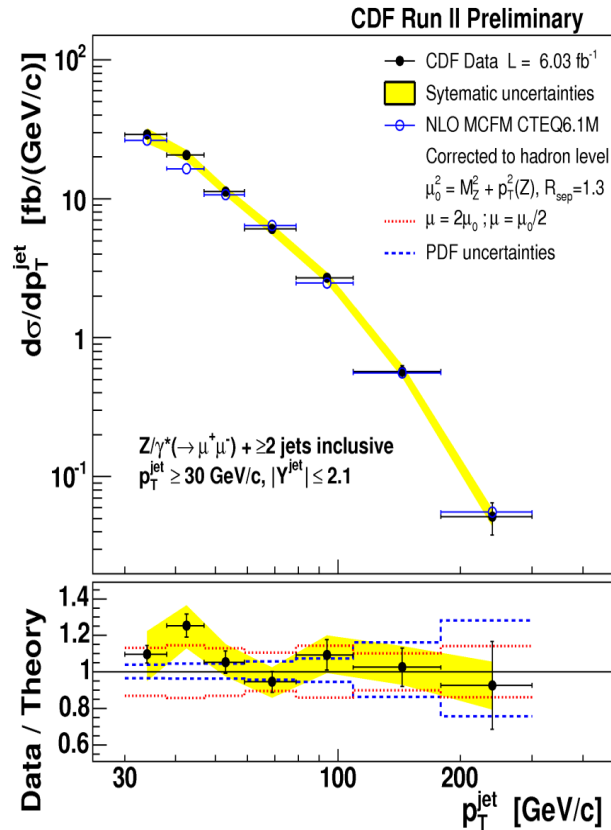 CDF Run II Preliminary
CDF Data L = 6.03 fb⁻¹
Sytematic uncertainties
NLO MCFM CTEQ6.1M
Corrected to hadron level
μ₀² = M_Z² + p_T²(Z), R_sep=1.3
μ = 2μ₀ ; μ = μ₀/2
PDF uncertainties
dσ/dp_T^jet [fb/(GeV/c)]
10²
10
1
10⁻¹
Z/γ*(→ μ⁺μ⁻) + ≥2 jets inclusive
p_T^jet ≥ 30 GeV/c, |Y^jet| ≤ 2.1
Data / Theory
1.4
1.2
1
0.8
0.6
30 100 200
p_T^jet [GeV/c]